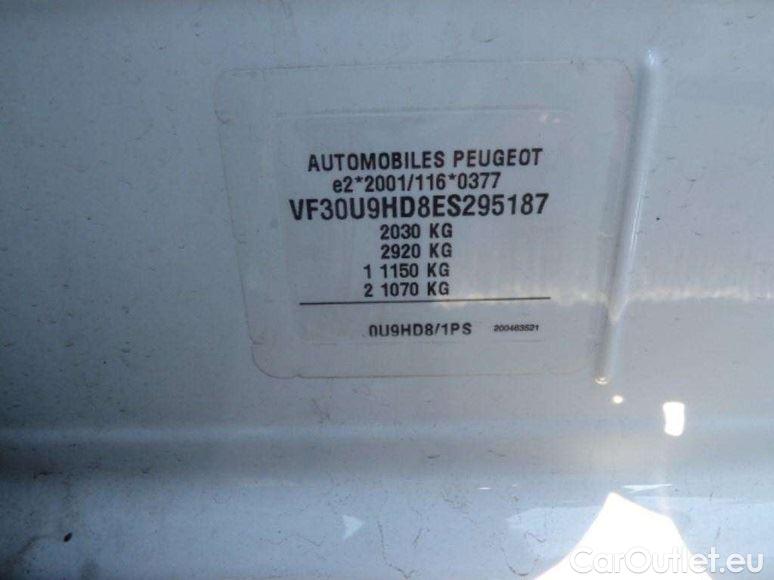 AUTOMOBILES PEUGEOT
e2*2001/116*0377
VF30U9HD8ES295187
2030 KG
2920 KG
1 1150 KG
2 1070 KG
0U9HD8/1PS 200463521
CarOutlet.eu